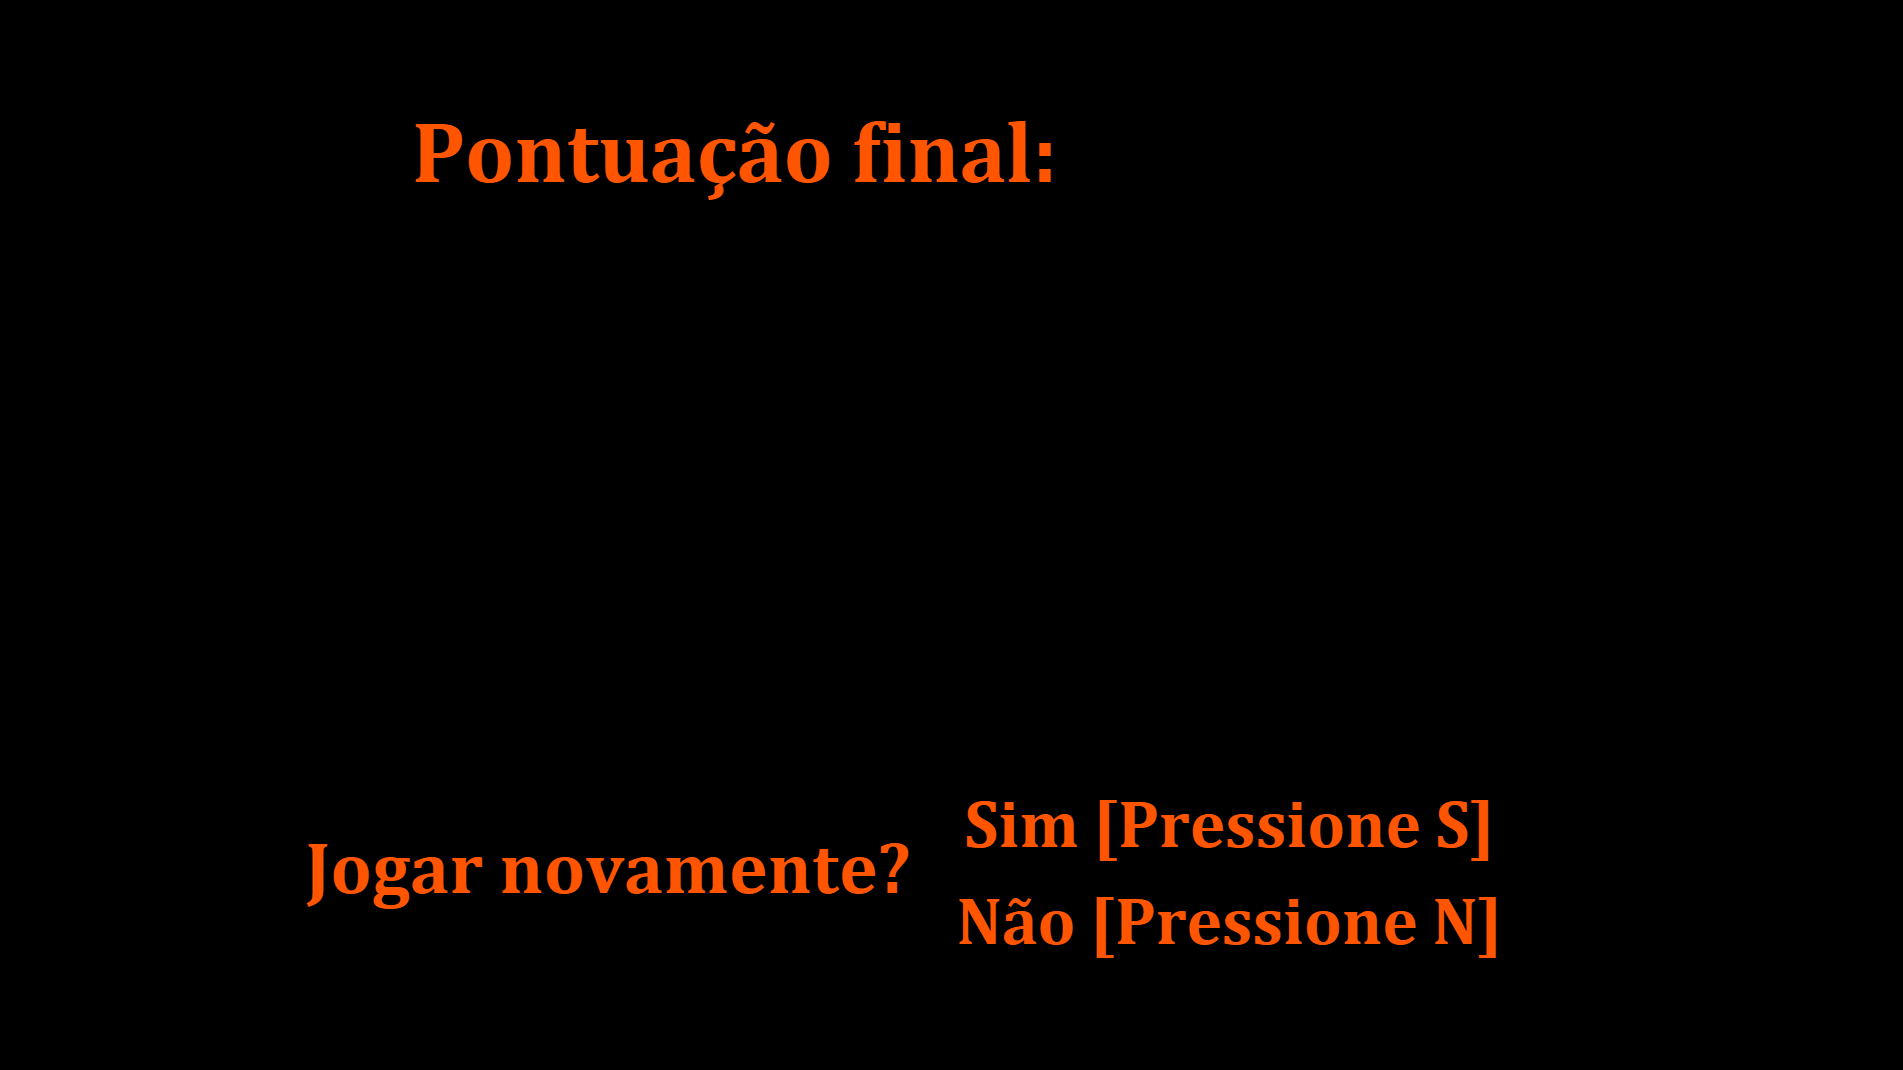 Pontuação final:
Jogar novamente?
Sim [Pressione S]
Não [Pressione N]